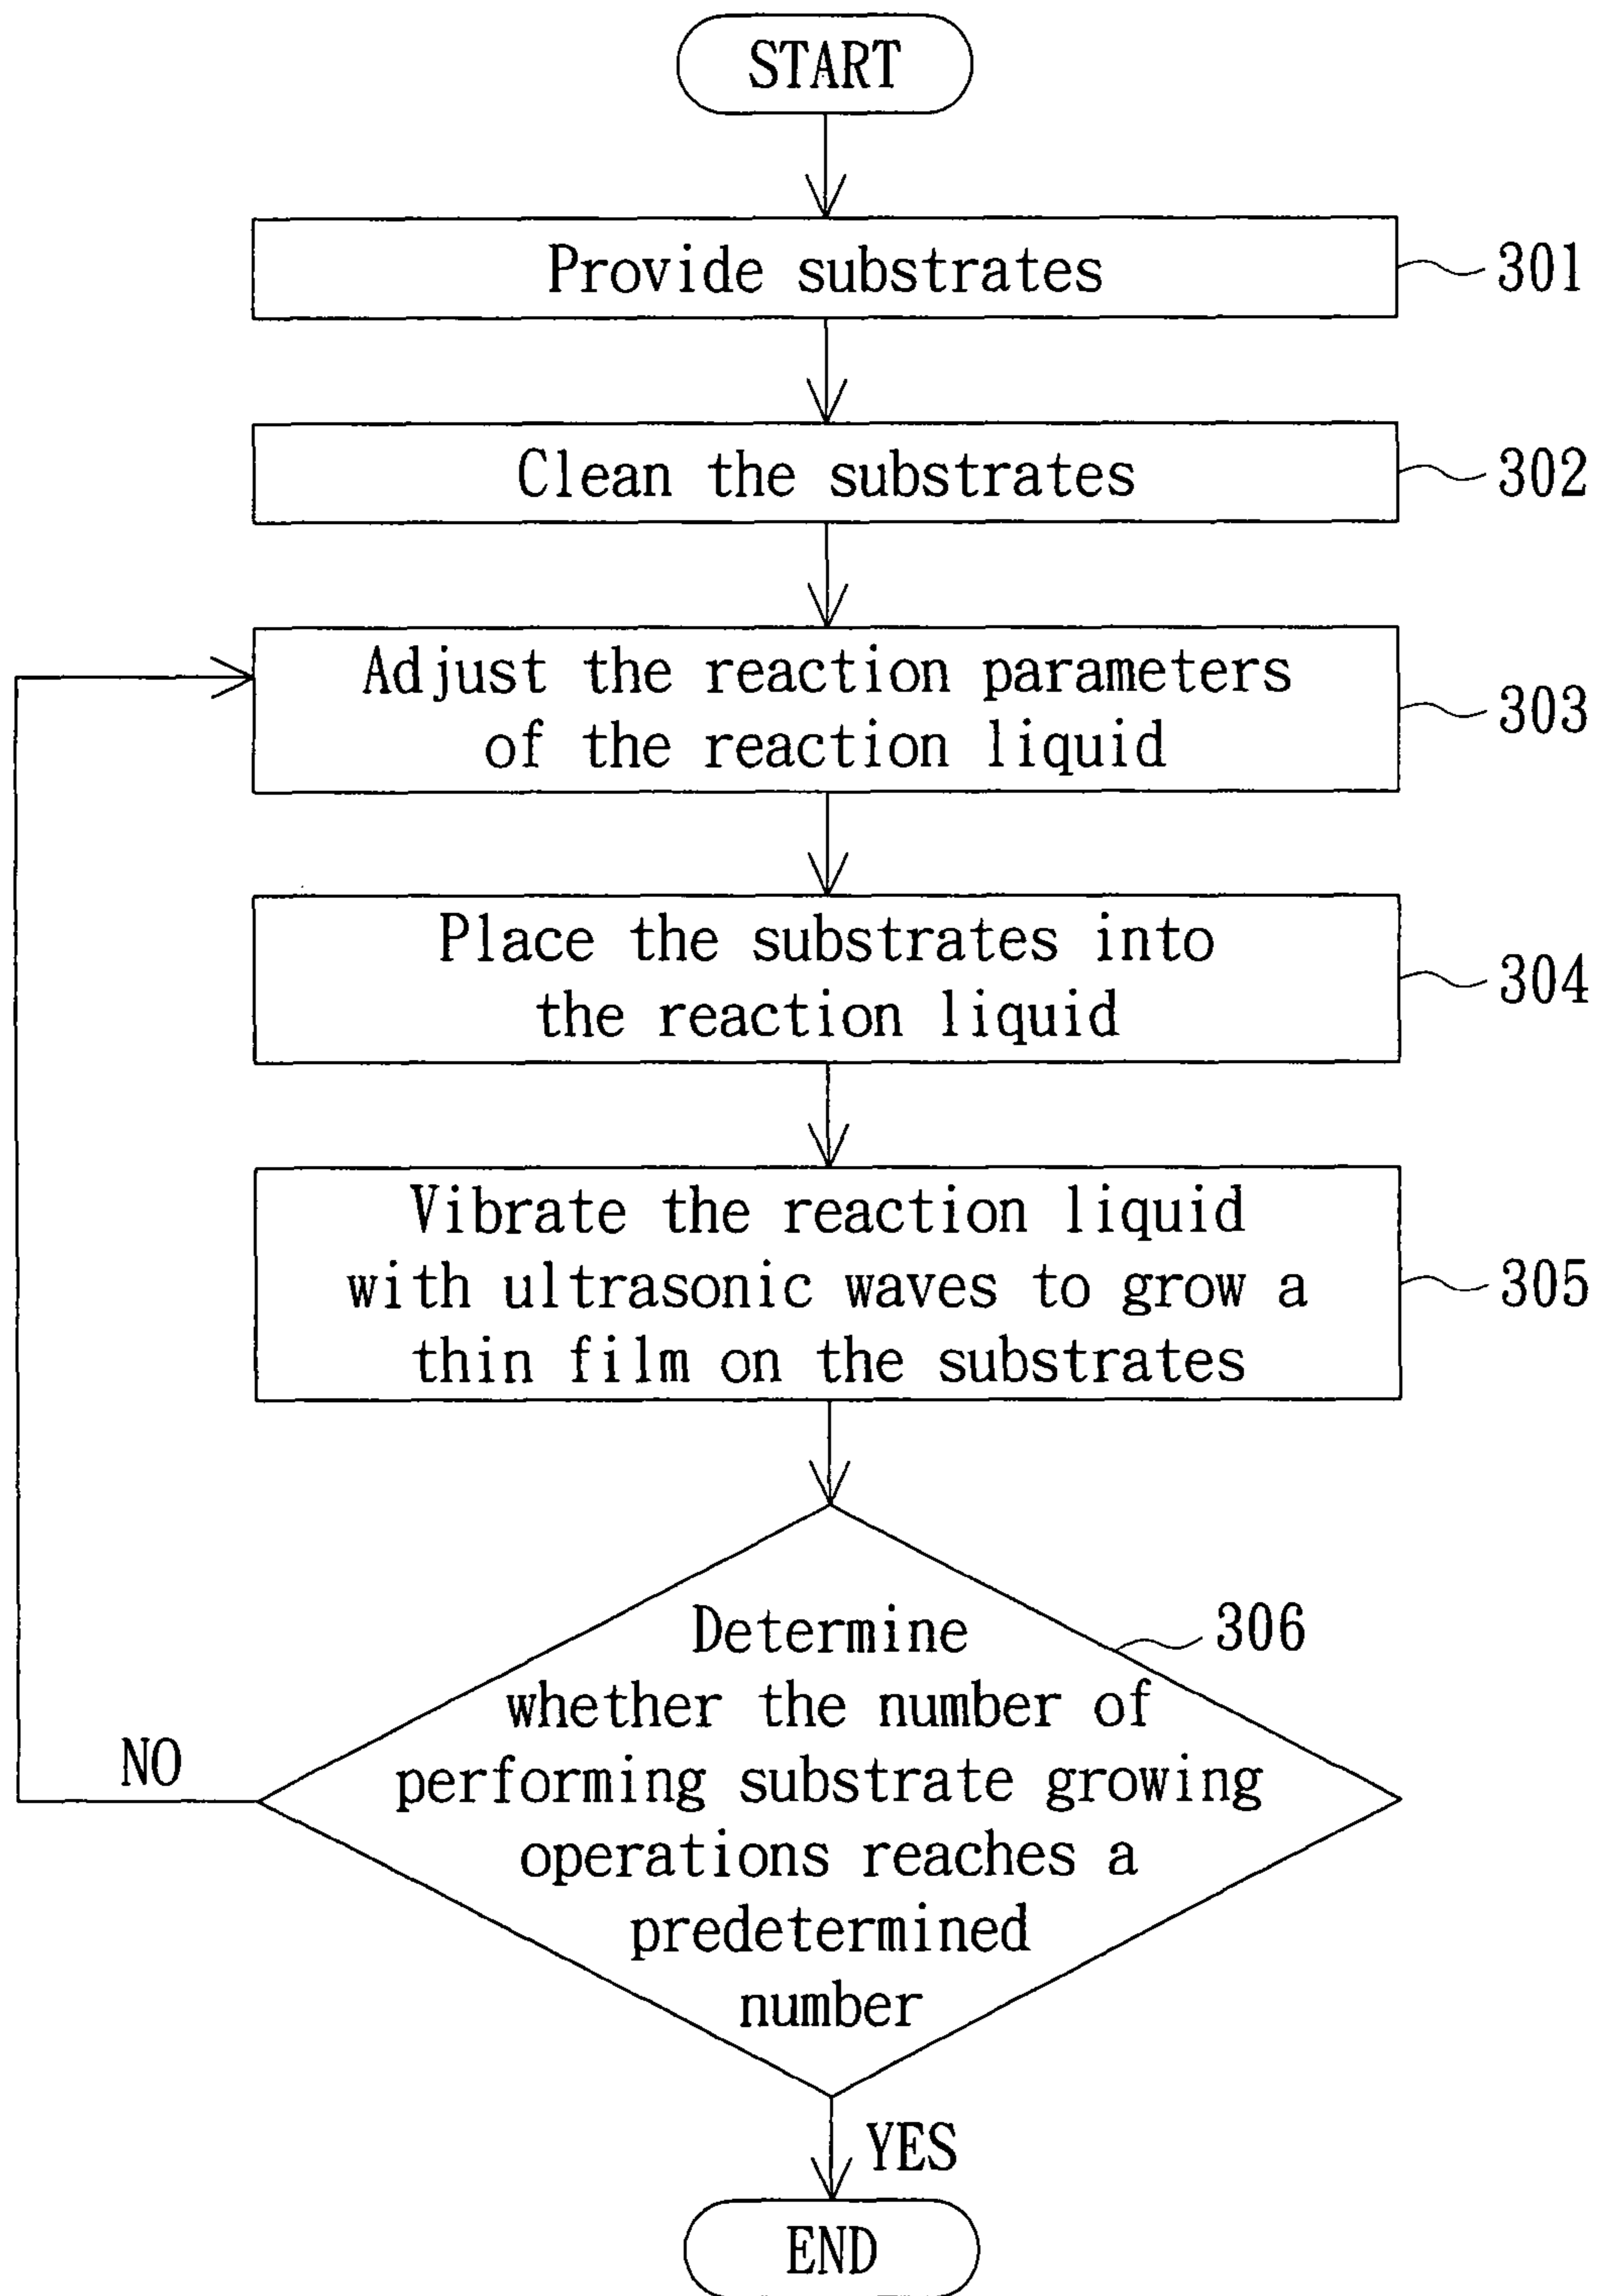 START
Provide substrates
301
Clean the substrates
302
Adjust the reaction parameters
of the reaction liquid
303
Place the substrates into
the reaction liquid
304
Vibrate the reaction liquid
with ultrasonic waves to grow a
thin film on the substrates
305
Determine
whether the number of
performing substrate growing
operations reaches a
predetermined
number
306
NO
YES
END